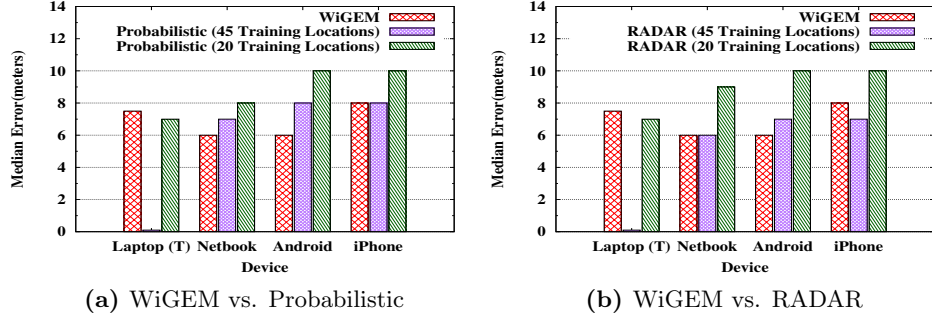 WiGEM
Probabilistic (45 Training Locations)
Probabilistic (20 Training Locations)
Median Error(meters)
14
12
10
8
6
4
2
0
Laptop (T) Netbook Android iPhone
Device
(a) WiGEM vs. Probabilistic
WiGEM
RADAR (45 Training Locations)
RADAR (20 Training Locations)
Median Error(meters)
14
12
10
8
6
4
2
0
Laptop (T) Netbook Android iPhone
Device
(b) WiGEM vs. RADAR